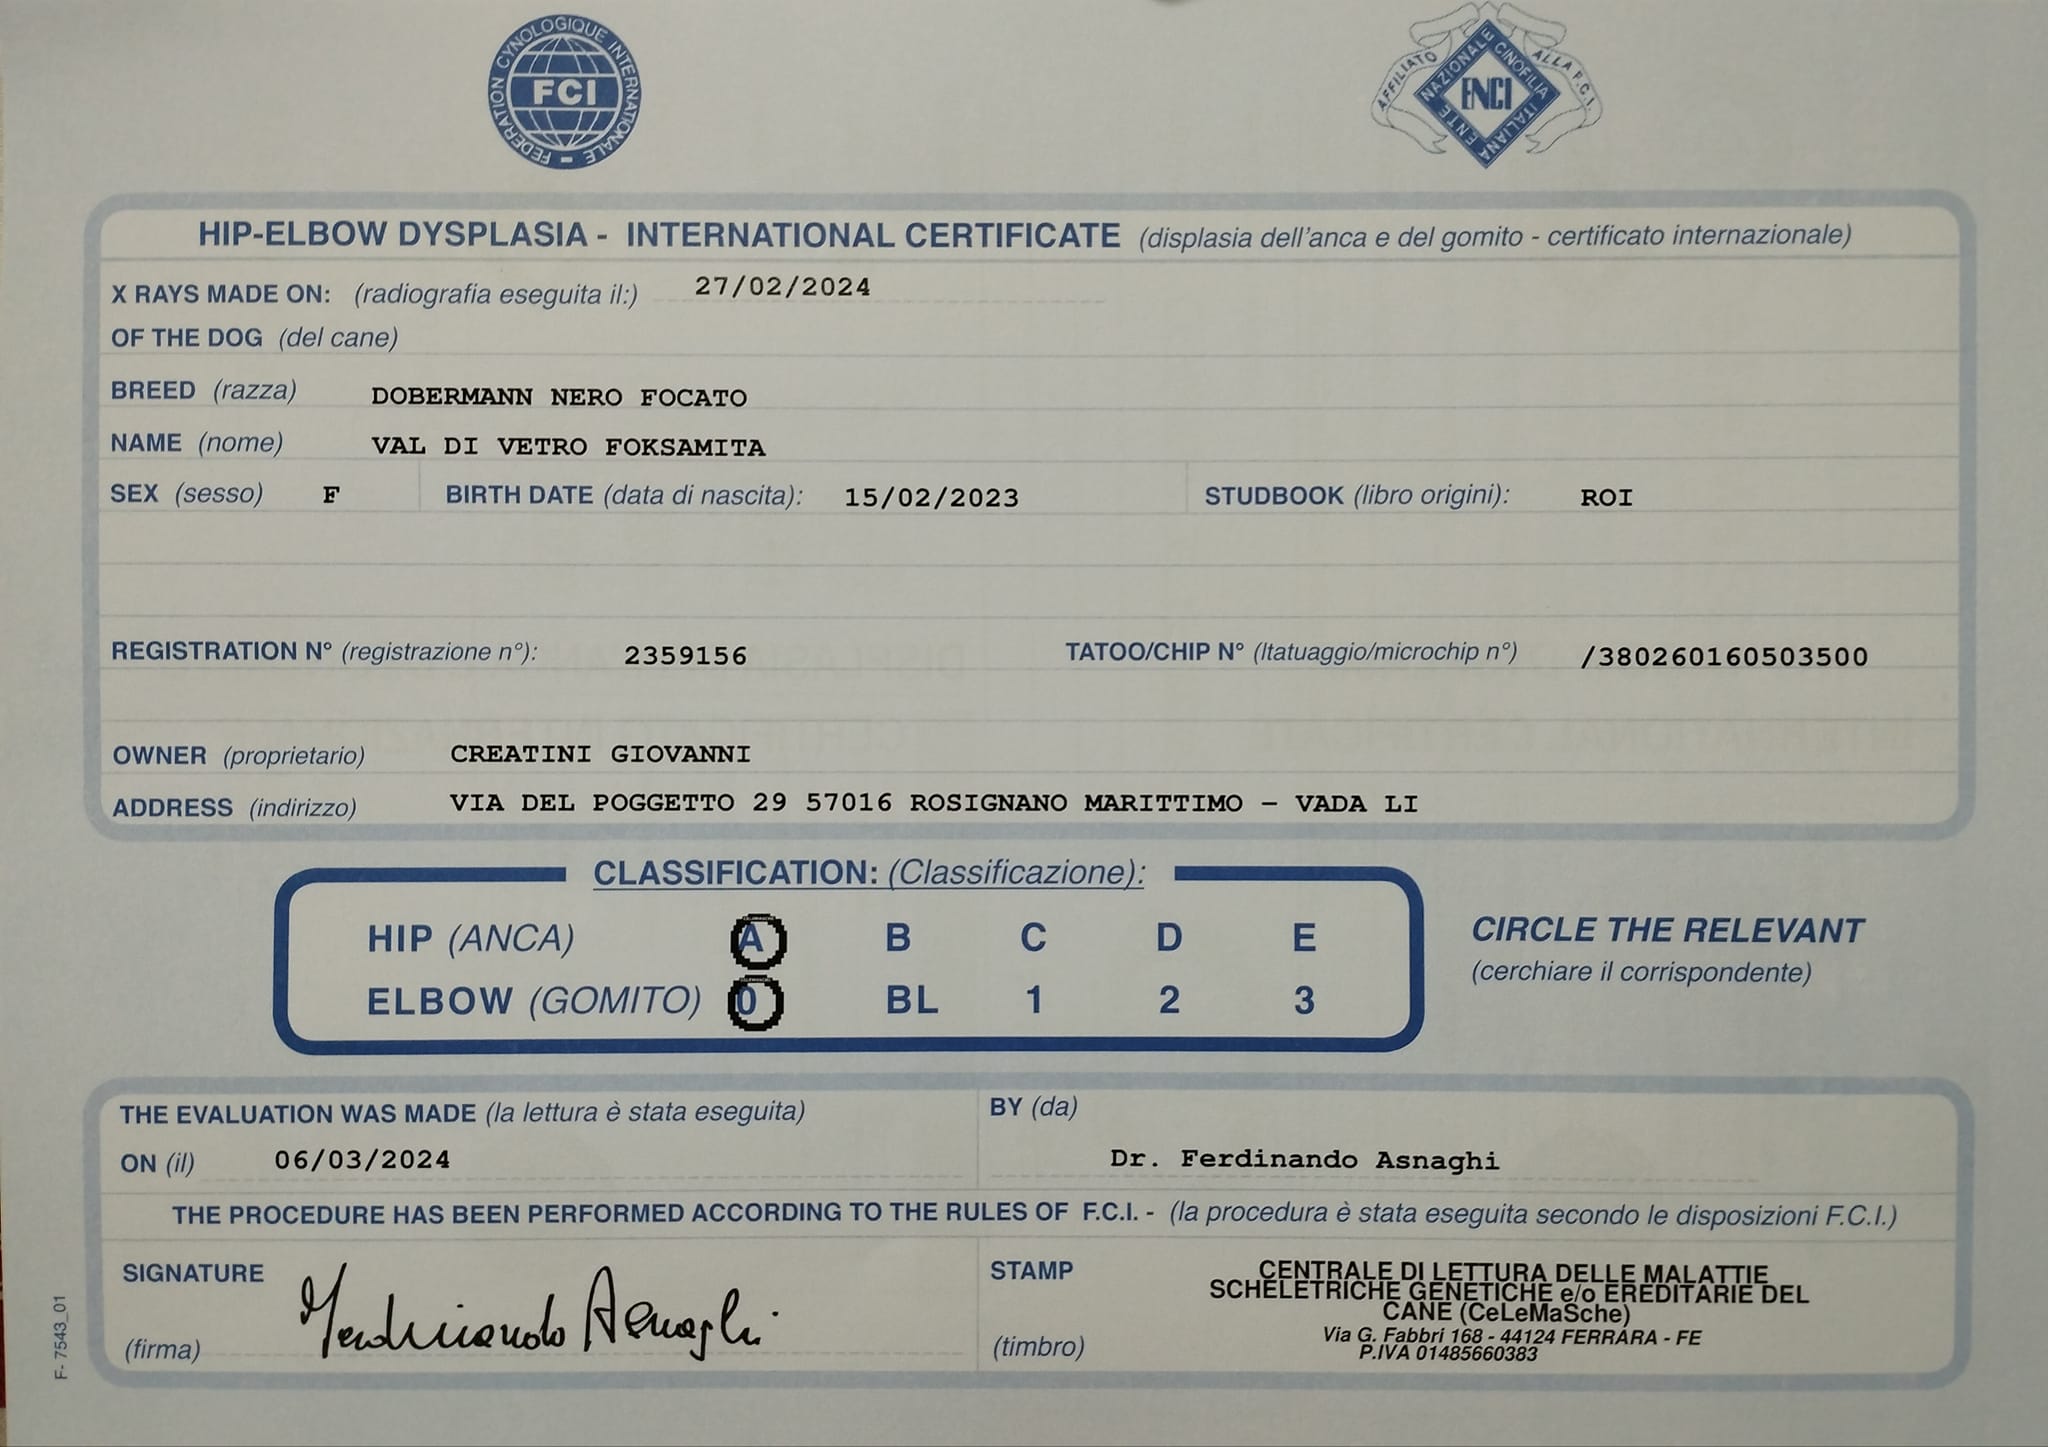 FEDERATION CYNOLOGIQUE INTERNATIONALE -
FCI
AFFILIATO ALLA F.C.I.
ENTE NAZIONALE CINOFILIA ITALIANA
ENCI
HIP-ELBOW DYSPLASIA - INTERNATIONAL CERTIFICATE (displasia dell'anca e del gomito - certificato internazionale)
X RAYS MADE ON: (radiografia eseguita il:) 27/02/2024
OF THE DOG (del cane)
BREED (razza) DOBERMANN NERO FOCATO
NAME (nome) VAL DI VETRO FOKSAMITA
SEX (sesso) F BIRTH DATE (data di nascita): 15/02/2023 STUDBOOK (libro origini): ROI
REGISTRATION N° (registrazione n°): 2359156 TATOO/CHIP N° (ltatuaggio/microchip n°) /380260160503500
OWNER (proprietario) CREATINI GIOVANNI
ADDRESS (indirizzo) VIA DEL POGGETTO 29 57016 ROSIGNANO MARITTIMO - VADA LI
CLASSIFICATION: (Classificazione):
HIP (ANCA) A B C D E
ELBOW (GOMITO) 0 BL 1 2 3
CIRCLE THE RELEVANT
(cerchiare il corrispondente)
THE EVALUATION WAS MADE (la lettura è stata eseguita) BY (da)
ON (il) 06/03/2024 Dr. Ferdinando Asnaghi
THE PROCEDURE HAS BEEN PERFORMED ACCORDING TO THE RULES OF F.C.I. - (la procedura è stata eseguita secondo le disposizioni F.C.I.)
SIGNATURE
(firma)
Ferdinando Asnaghi
STAMP
(timbro)
CENTRALE DI LETTURA DELLE MALATTIE
SCHELETRICHE GENETICHE e/o EREDITARIE DEL
CANE (CeLeMaSche)
Via G. Fabbri 168 - 44124 FERRARA - FE
P.IVA 01485660383
F- 7543_01